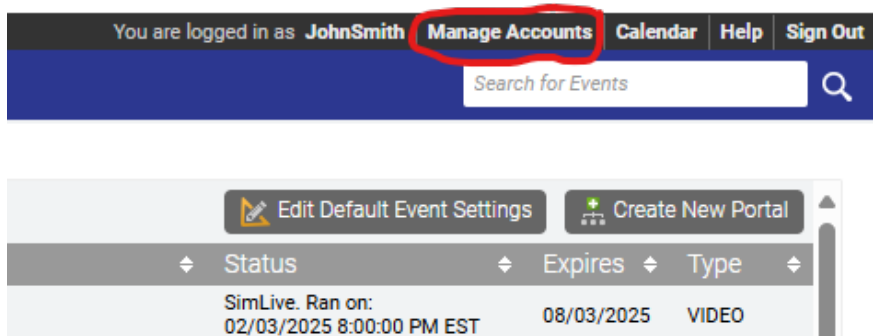 You are logged in as JohnSmith Manage Accounts Calendar Help Sign Out
Search for Events
Edit Default Event Settings Create New Portal
Status Expires Type
SimLive. Ran on:
02/03/2025 8:00:00 PM EST 08/03/2025 VIDEO